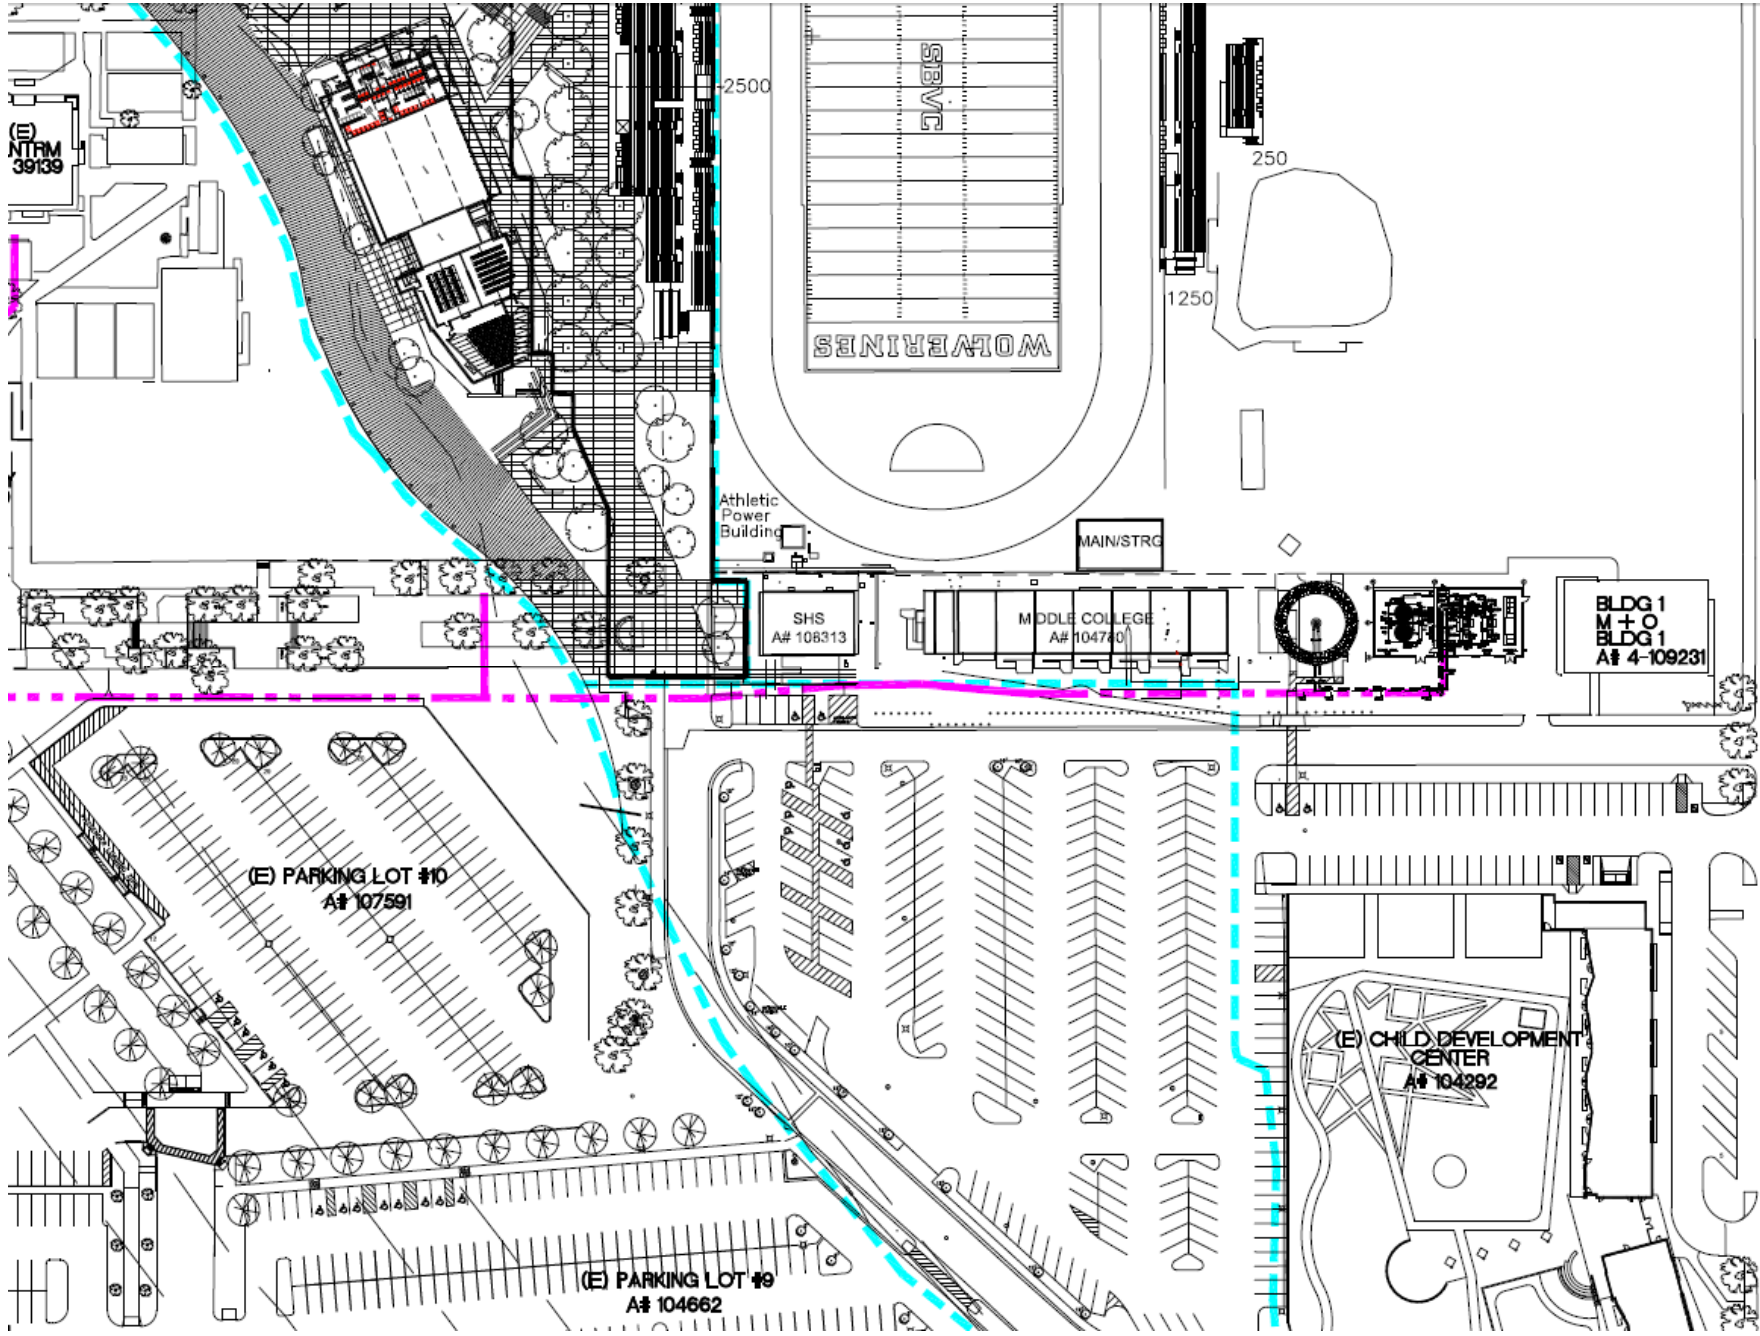 SBVC
2500
250
(E)
NTRM
39139
1250
WOLVERINES
Athletic
Power
Building
MAIN/STRG
SHS
A# 108313
MIDDLE COLLEGE
A# 104780
BLDG 1
M + O
BLDG 1
A# 4-109231
(E) PARKING LOT #10
A# 107591
(E) CHILD DEVELOPMENT
CENTER
A# 104292
(E) PARKING LOT #9
A# 104662